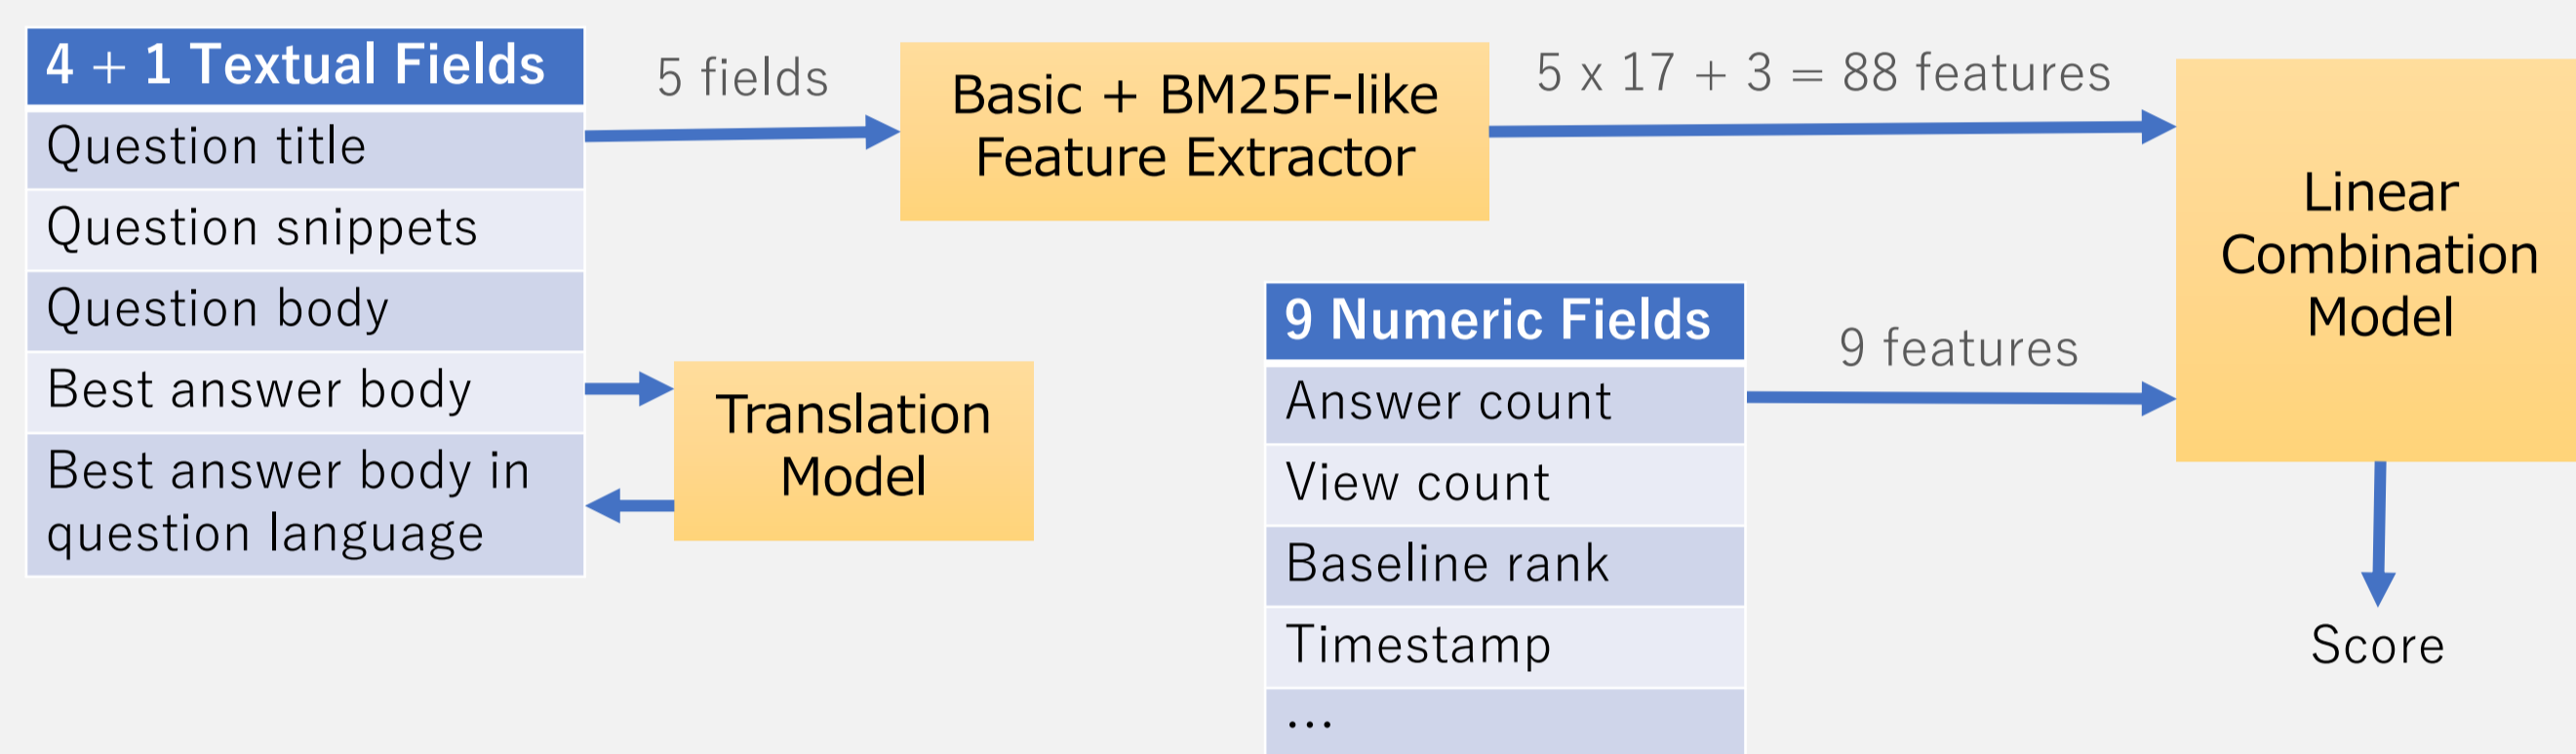 4 + 1 Textual Fields
Question title
Question snippets
Question body
Best answer body
Best answer body in
question language
5 fields
Basic + BM25F-like
Feature Extractor
5 x 17 + 3 = 88 features
Translation
Model
9 Numeric Fields
Answer count
View count
Baseline rank
Timestamp
...
9 features
Linear
Combination
Model
Score